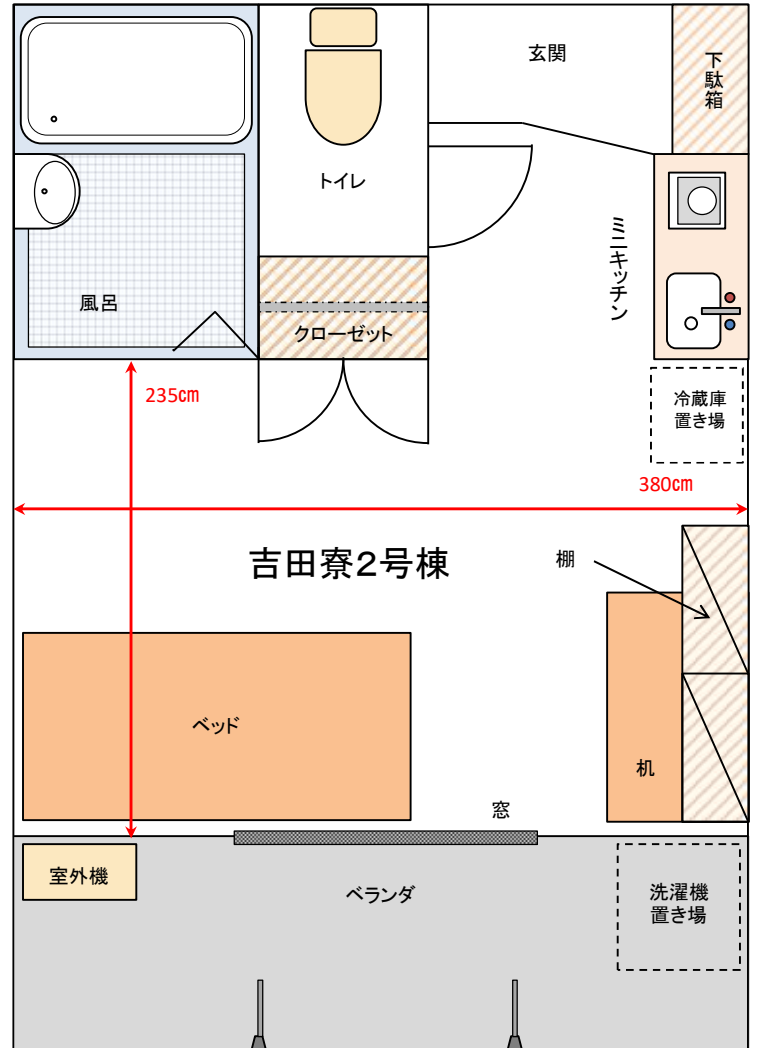 玄関
下駄箱
トイレ
ミニキッチン
風呂
クローゼット
235㎝
冷蔵庫
置き場
380㎝
吉田寮2号棟
棚
ベッド
机
窓
室外機
ベランダ
洗濯機
置き場